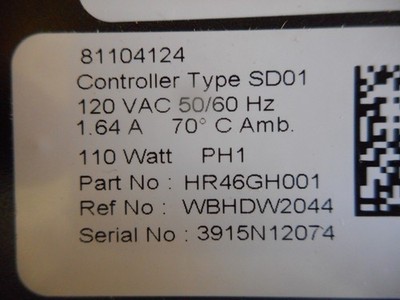 81104124
Controller Type SD01
120 VAC 50/60 Hz
1.64 A 70° C Amb.
110 Watt PH1
Part No : HR46GH001
Ref No : WBHDW2044
Serial No : 3915N12074